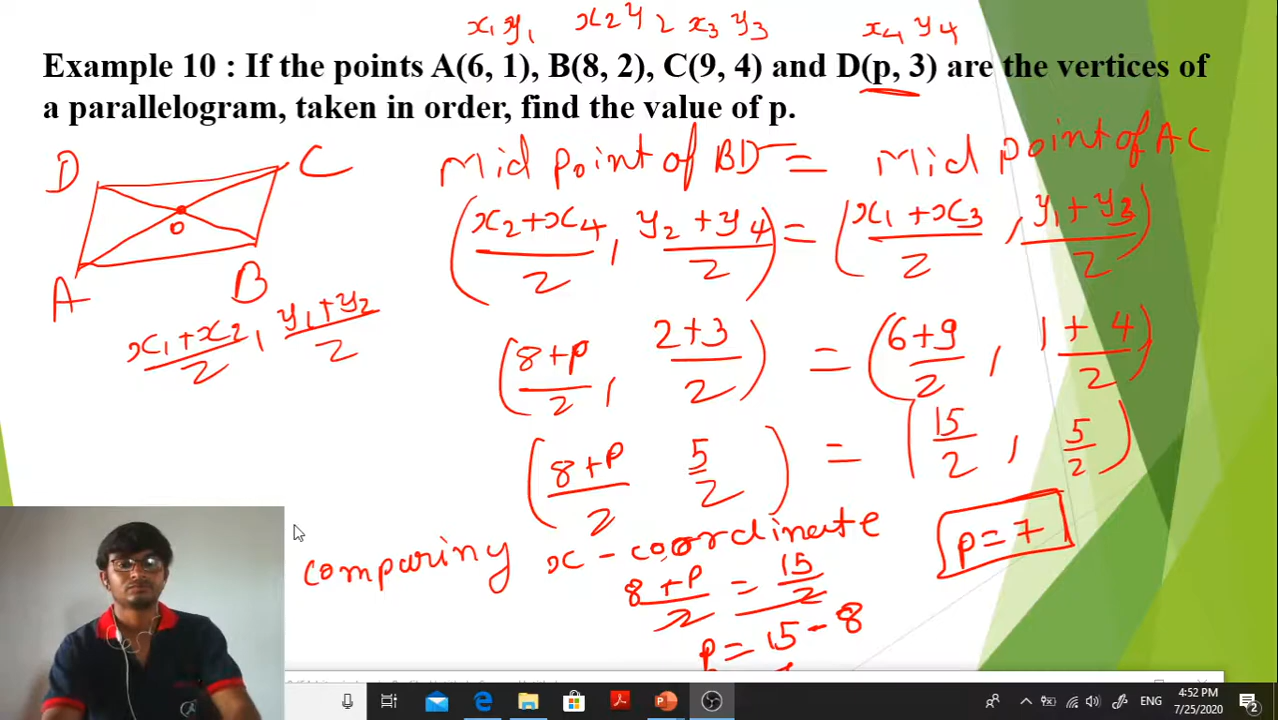 x₁ y₁ x₂ y₂ x₃ y₃ x₄ y₄
Example 10 : If the points A(6, 1), B(8, 2), C(9, 4) and D(p, 3) are the vertices of
a parallelogram, taken in order, find the value of p.
D C
Mid point of BD = Mid point of AC
(x₂+x₄/2, y₂+y₄/2) = (x₁+x₃/2, y₁+y₃/2)
O
A B
x₁+x₂/2, y₁+y₂/2
(8+p/2, 2+3/2) = (6+9/2, 1+4/2)
(8+p/2 5/2) = (15/2, 5/2)
comparing x-coordinate
p=7
8+p/2 = 15/2
p = 15-8
ENG
4:52 PM
7/25/2020
2